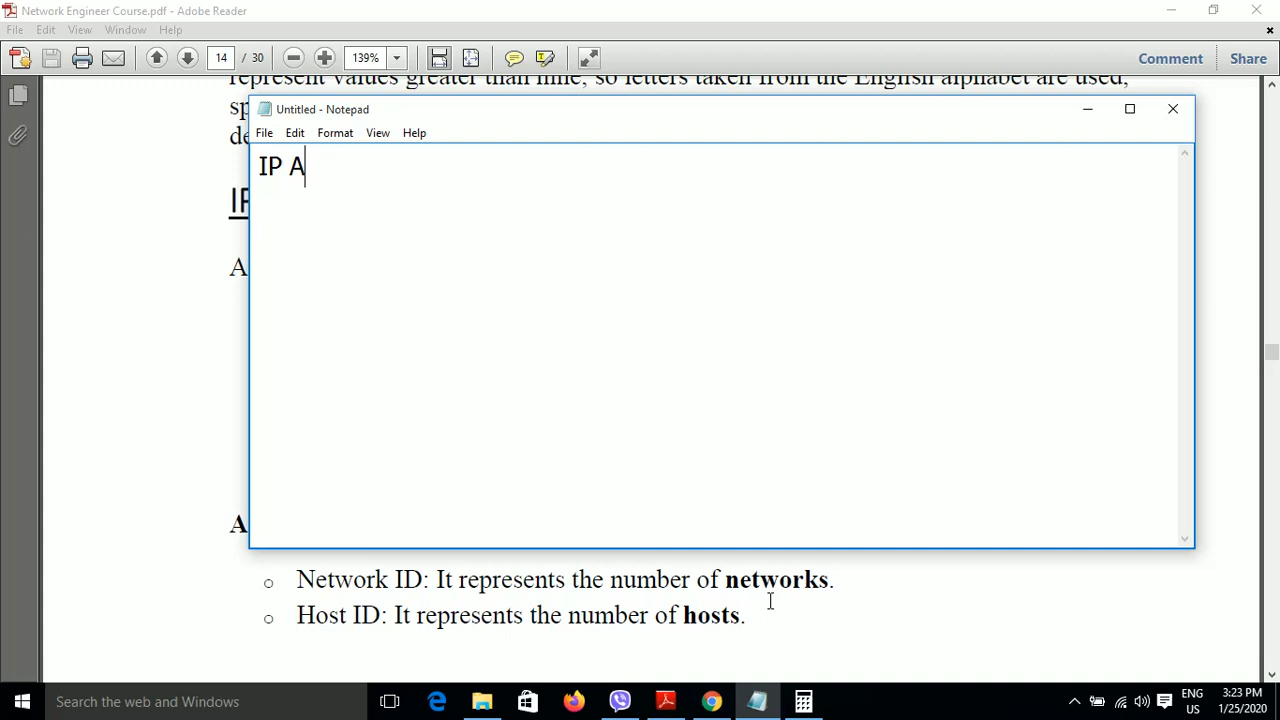 Network Engineer Course.pdf - Adobe Reader
File Edit View Window Help
14 / 30 139% Comment Share
represent values greater than nine, so letters taken from the English alphabet are used,
sp
de
Untitled - Notepad
File Edit Format View Help
IP A
IP
A
A
Network ID: It represents the number of networks.
Host ID: It represents the number of hosts.
Search the web and Windows
ENG
US
3:23 PM
1/25/2020